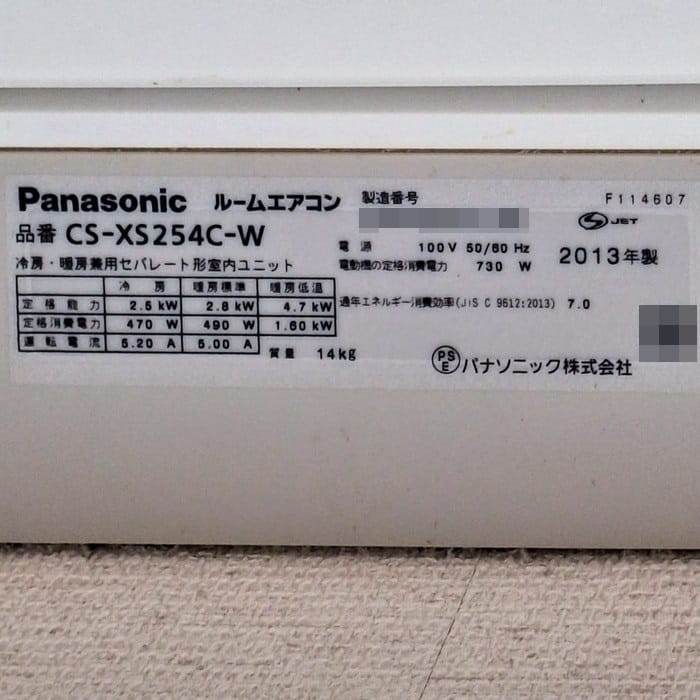 Panasonic ルームエアコン 製造番号 F114607
品番 CS-XS254C-W
JET
電源 100V 50/60 Hz 2013年製
電動機の定格消費電力 730 W
冷房・暖房兼用セパレート形室内ユニット
冷房 暖房標準 暖房低温
定格能力 2.5 kW 2.8 kW 4.7 kW
定格消費電力 470 W 490 W 1.60 kW
運転電流 5.20 A 5.00 A
通年エネルギー消費効率(JIS C 9612:2013) 7.0
質量 14kg
PS
E
パナソニック株式会社